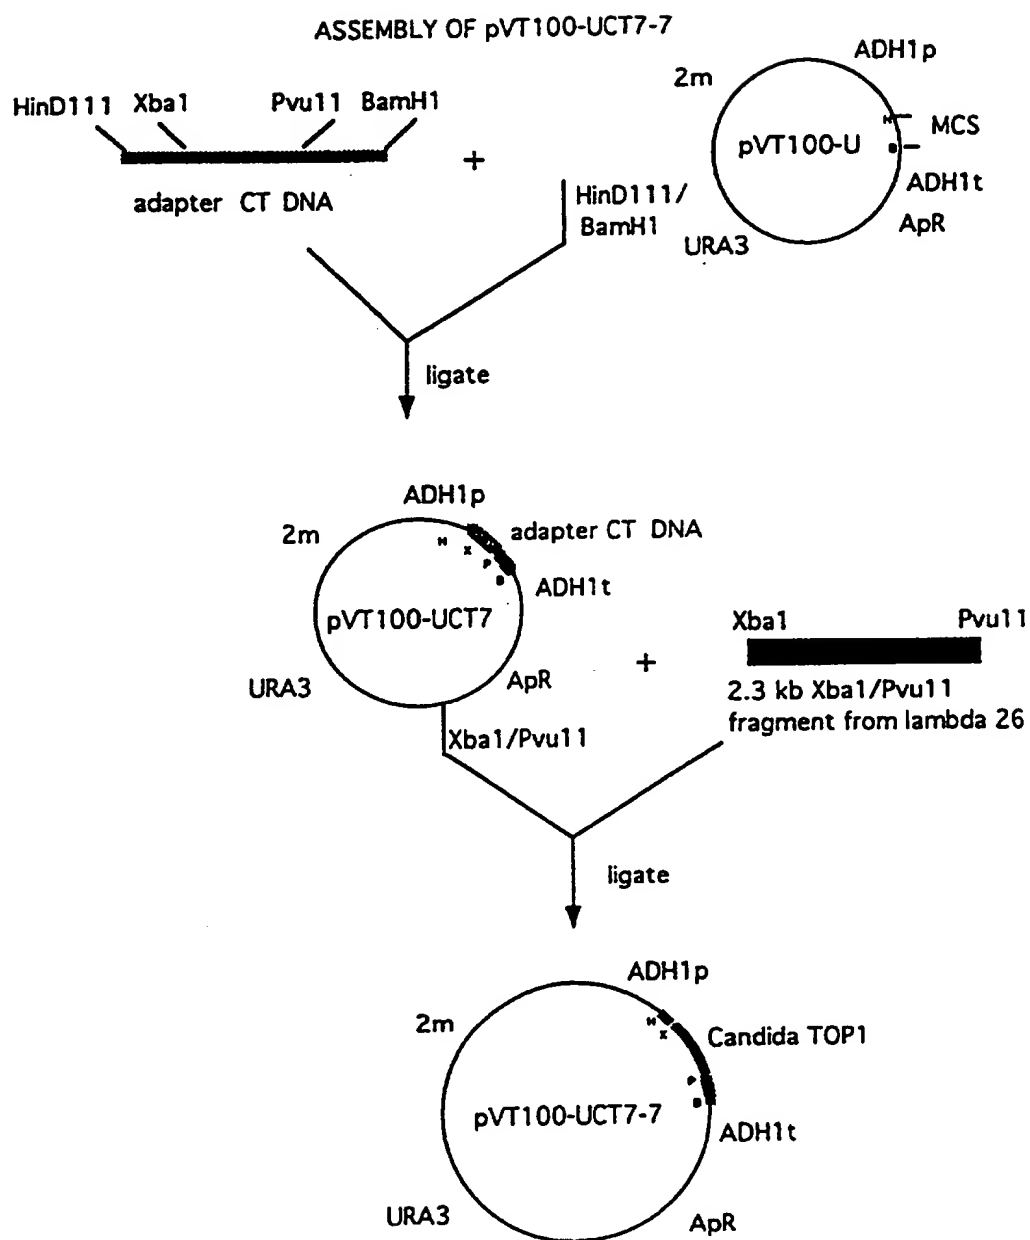 ASSEMBLY OF pVT100-UCT7-7
HinD111 Xba1 Pvu11 BamH1
adapter CT DNA
+
2m
ADH1p
H
B
MCS
pVT100-U
ADH1t
ApR
URA3
HinD111/
BamH1
ligate
ADH1p
2m
adapter CT DNA
H
X
P
B
ADH1t
pVT100-UCT7
URA3
ApR
Xba1/Pvu11
+
Xba1 Pvu11
2.3 kb Xba1/Pvu11
fragment from lambda 26
ligate
ADH1p
2m
H
X
Candida TOP1
P
B
pVT100-UCT7-7
ADH1t
URA3
ApR